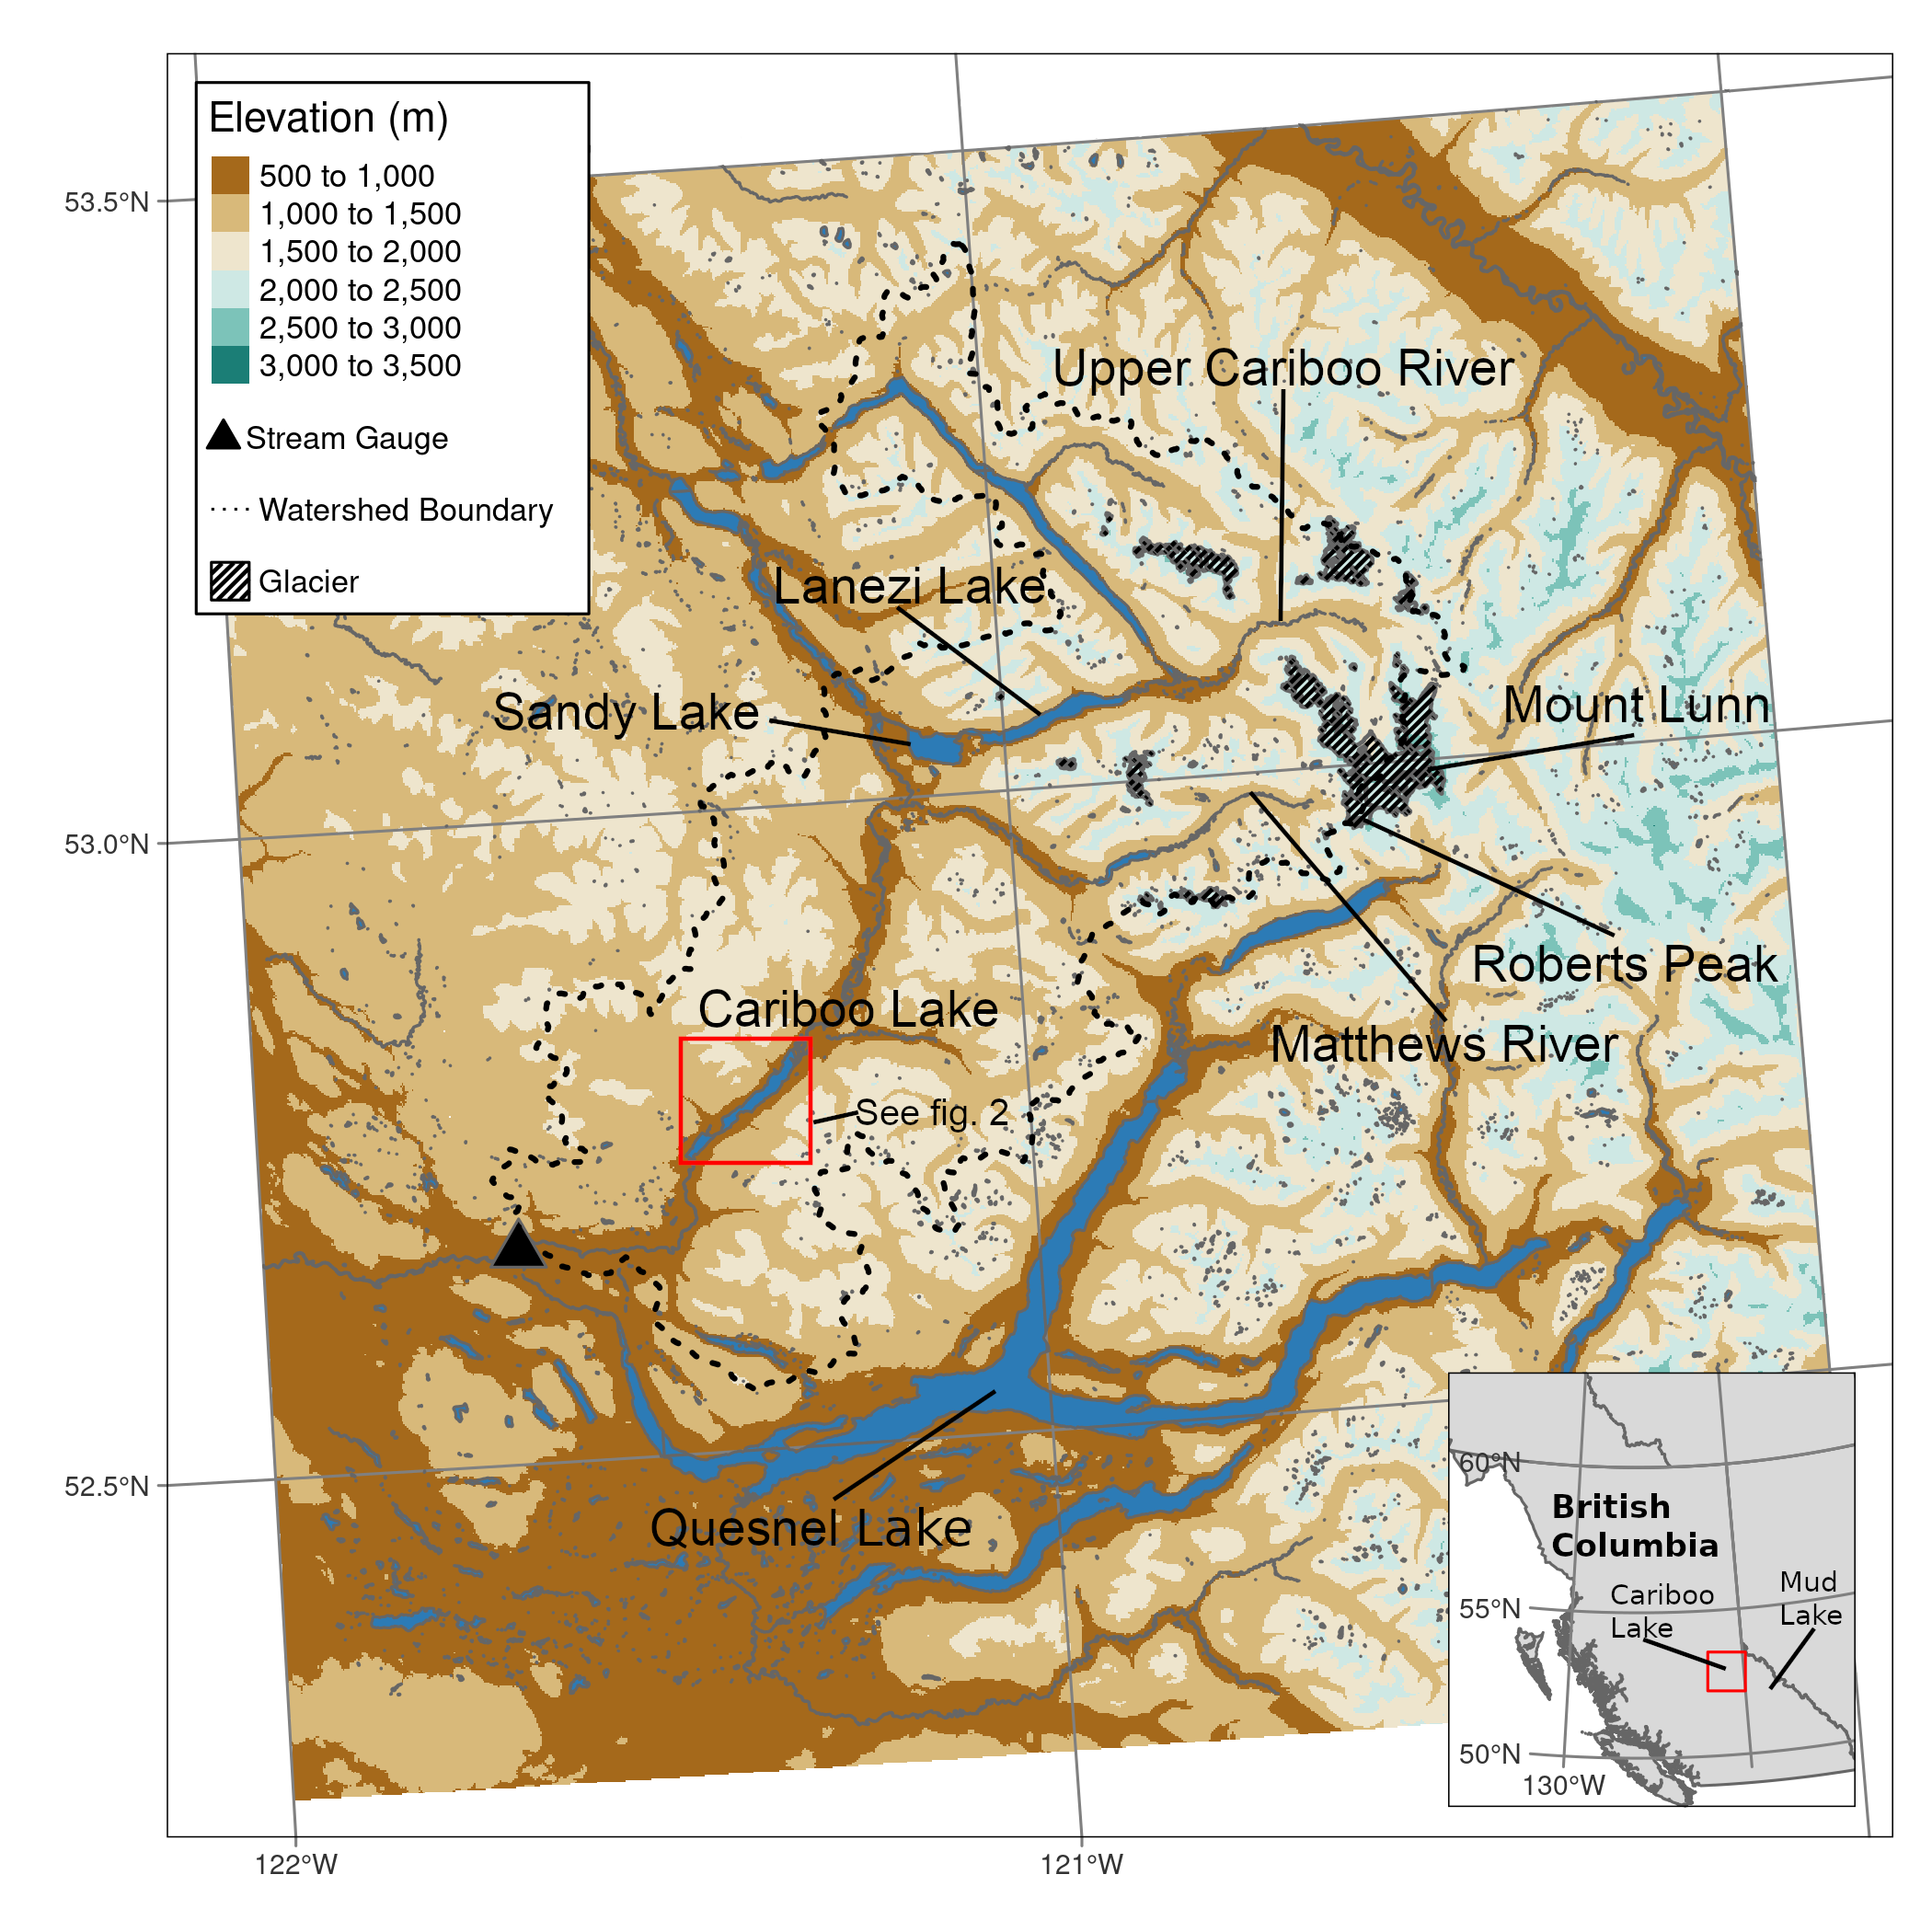 Elevation (m)
500 to 1,000
1,000 to 1,500
1,500 to 2,000
2,000 to 2,500
2,500 to 3,000
3,000 to 3,500
Stream Gauge
Watershed Boundary
Glacier
53.5°N
53.0°N
52.5°N
122°W
121°W
Upper Cariboo River
Lanezi Lake
Sandy Lake
Mount Lunn
Roberts Peak
Cariboo Lake
Matthews River
See fig. 2
Quesnel Lake
60°N
British
Columbia
Cariboo
Lake
Mud
Lake
55°N
50°N
130°W